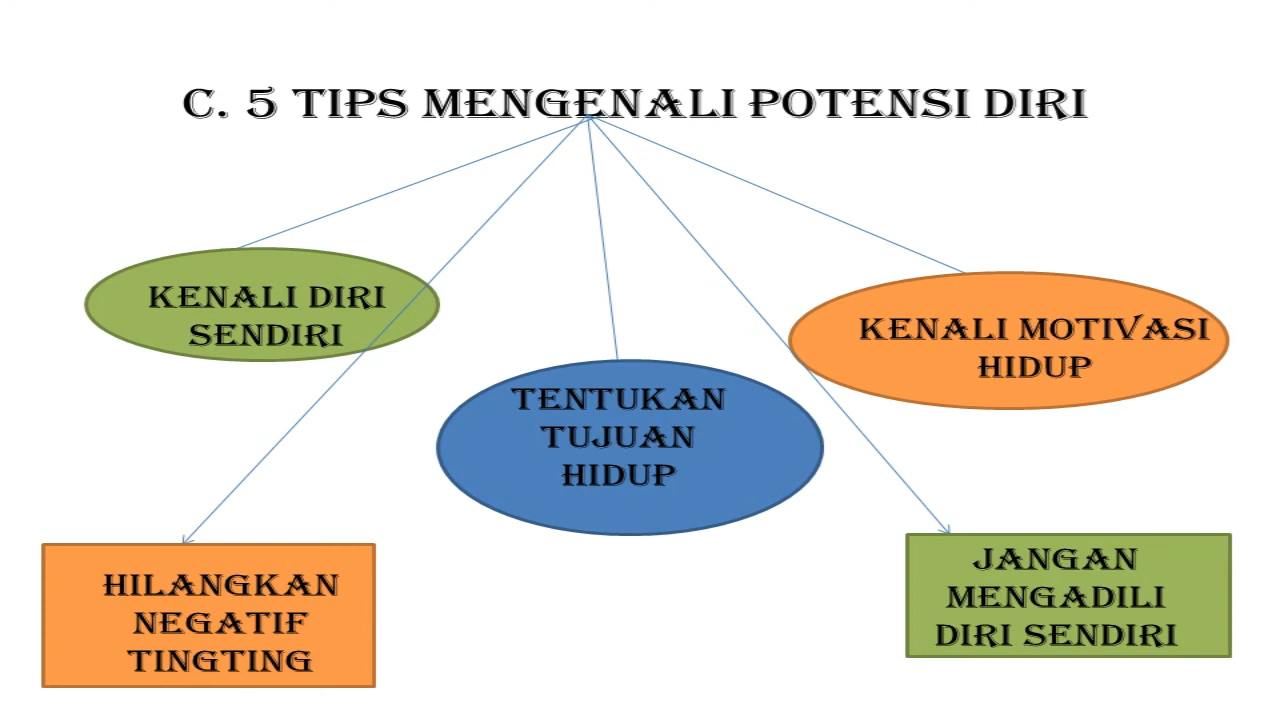 C. 5 TIPS MENGENALI POTENSI DIRI
KENALI DIRI
SENDIRI
KENALI MOTIVASI
HIDUP
TENTUKAN
TUJUAN
HIDUP
HILANGKAN
NEGATIF
TINGTING
JANGAN
MENGADILI
DIRI SENDIRI